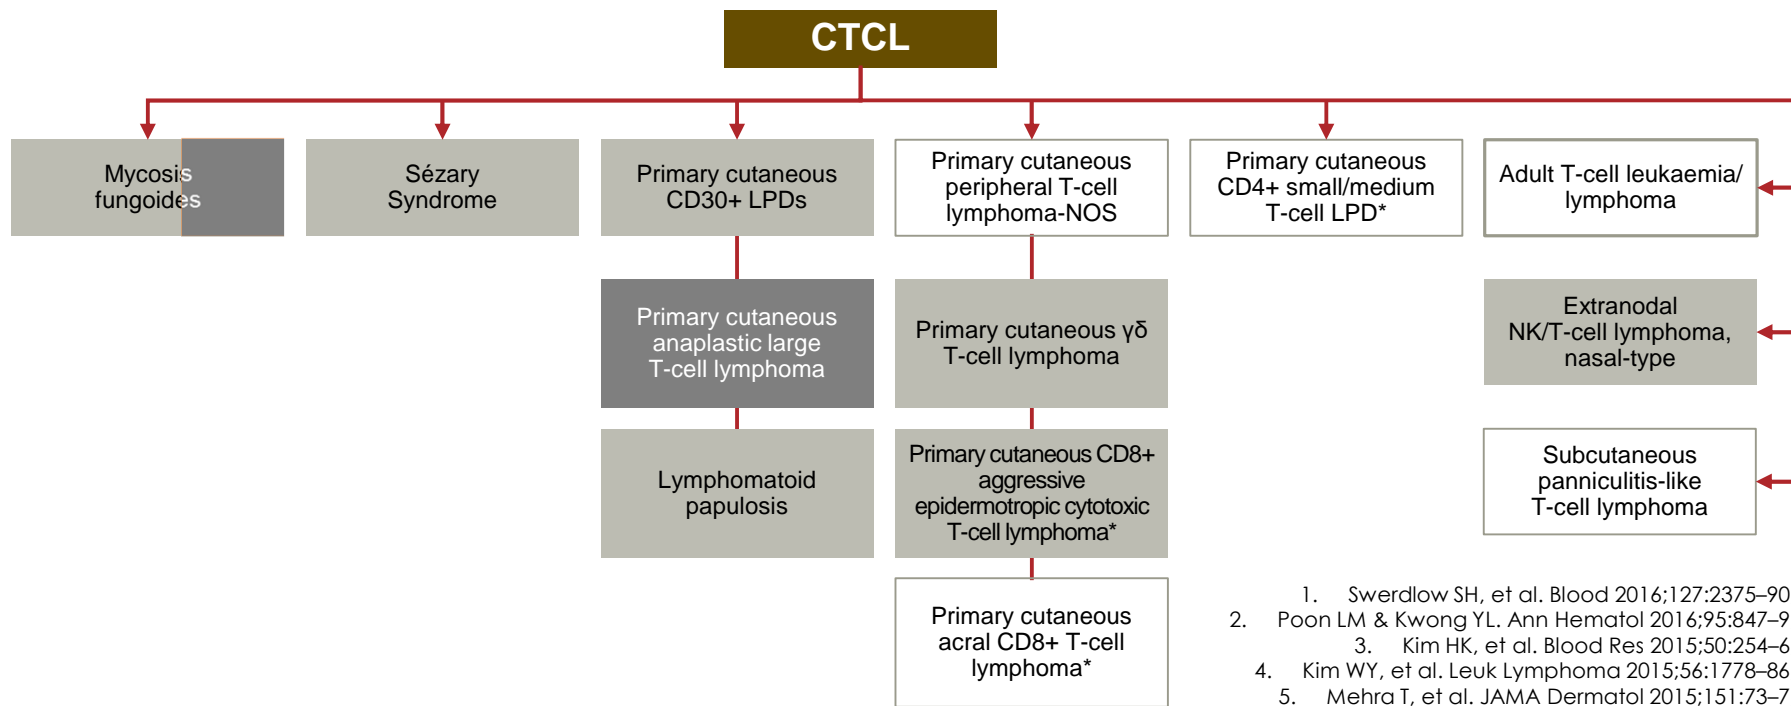 CTCL
Mycosis
fungoides
Sézary
Syndrome
Primary cutaneous
CD30+ LPDs
Primary cutaneous
peripheral T-cell
lymphoma-NOS
Primary cutaneous
CD4+ small/medium
T-cell LPD*
Adult T-cell leukaemia/
lymphoma
Primary cutaneous
anaplastic large
T-cell lymphoma
Primary cutaneous γδ
T-cell lymphoma
Extranodal
NK/T-cell lymphoma,
nasal-type
Lymphomatoid
papulosis
Primary cutaneous CD8+
aggressive
epidermotropic cytotoxic
T-cell lymphoma*
Subcutaneous
panniculitis-like
T-cell lymphoma
Primary cutaneous
acral CD8+ T-cell
lymphoma*
1. Swerdlow SH, et al. Blood 2016;127:2375–90
2. Poon LM & Kwong YL. Ann Hematol 2016;95:847–9
3. Kim HK, et al. Blood Res 2015;50:254–6
4. Kim WY, et al. Leuk Lymphoma 2015;56:1778–86
5. Mehra T, et al. JAMA Dermatol 2015;151:73–7